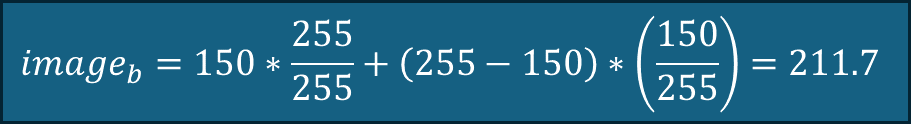 image_b = 150 * 255/255 + (255 − 150) * (150/255) = 211.7